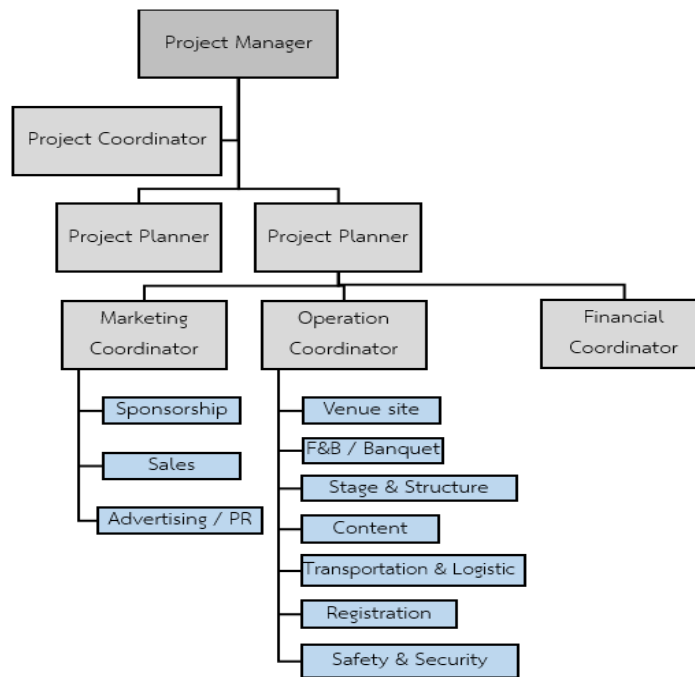 Project Manager
Project Coordinator
Project Planner
Project Planner
Marketing
Coordinator
Operation
Coordinator
Financial
Coordinator
Sponsorship
Sales
Advertising / PR
Venue site
F&B / Banquet
Stage & Structure
Content
Transportation & Logistic
Registration
Safety & Security